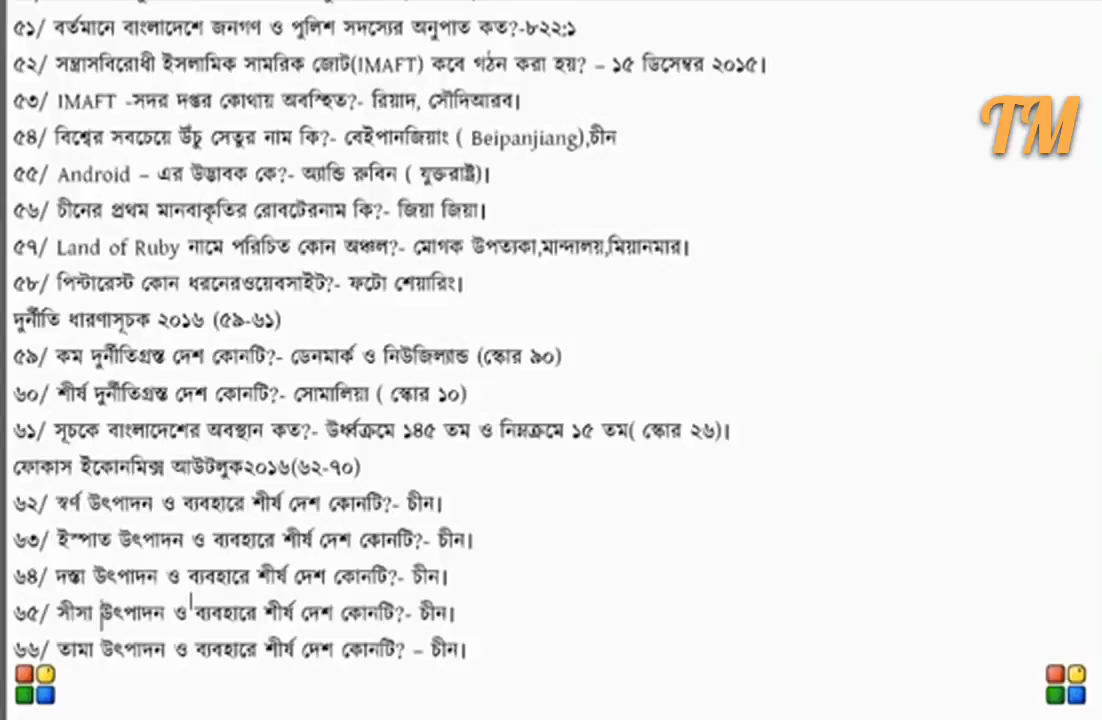 ৫১/ বর্তমানে বাংলাদেশে জনগণ ও পুলিশ সদস্যের অনুপাত কত?-৮২২:১
৫২/ সন্ত্রাসবিরোধী ইসলামিক সামরিক জোট(IMAFT) কবে গঠন করা হয়? – ১৫ ডিসেম্বর ২০১৫।
৫৩/ IMAFT -সদর দপ্তর কোথায় অবস্হিত?- রিয়াদ, সৌদিআরব।
TM
৫৪/ বিশ্বের সবচেয়ে উঁচু সেতুর নাম কি?- বেইপানজিয়াং ( Beipanjiang),চীন
৫৫/ Android – এর উদ্ভাবক কে?- অ্যান্ডি রুবিন ( যুক্তরাষ্ট্র)।
৫৬/ চীনের প্রথম মানবাকৃতির রোবটেরনাম কি?- জিয়া জিয়া।
৫৭/ Land of Ruby নামে পরিচিত কোন অঞ্চল?- মোগক উপত্যকা,মান্দালয়,মিয়ানমার।
৫৮/ পিন্টারেস্ট কোন ধরনেরওয়েবসাইট?- ফটো শেয়ারিং।
দুর্নীতি ধারণাসূচক ২০১৬ (৫৯-৬১)
৫৯/ কম দুর্নীতিগ্রস্ত দেশ কোনটি?- ডেনমার্ক ও নিউজিল্যান্ড (স্কোর ৯০)
৬০/ শীর্ষ দুর্নীতিগ্রস্ত দেশ কোনটি?- সোমালিয়া ( স্কোর ১০)
৬১/ সূচকে বাংলাদেশের অবস্থান কত?- উর্ধ্বক্রমে ১৪৫ তম ও নিম্নক্রমে ১৫ তম( স্কোর ২৬)।
ফোকাস ইকোনমিক্স আউটলুক২০১৬(৬২-৭০)
৬২/ স্বর্ণ উৎপাদন ও ব্যবহারে শীর্ষ দেশ কোনটি?- চীন।
৬৩/ ইস্পাত উৎপাদন ও ব্যবহারে শীর্ষ দেশ কোনটি?- চীন।
৬৪/ দস্তা উৎপাদন ও ব্যবহারে শীর্ষ দেশ কোনটি?- চীন।
৬৫/ সীসা উৎপাদন ও ব্যবহারে শীর্ষ দেশ কোনটি?- চীন।
৬৬/ তামা উৎপাদন ও ব্যবহারে শীর্ষ দেশ কোনটি? – চীন।